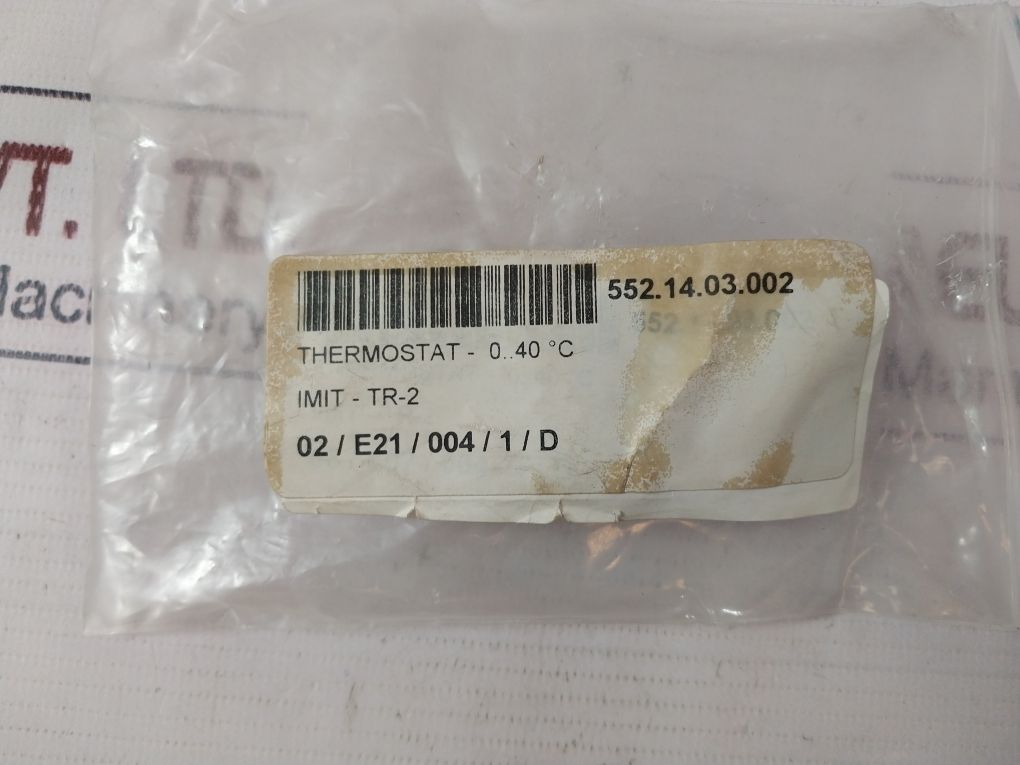 552.14.03.002
THERMOSTAT - 0..40 °C
IMIT - TR-2
02 / E21 / 004 / 1 / D